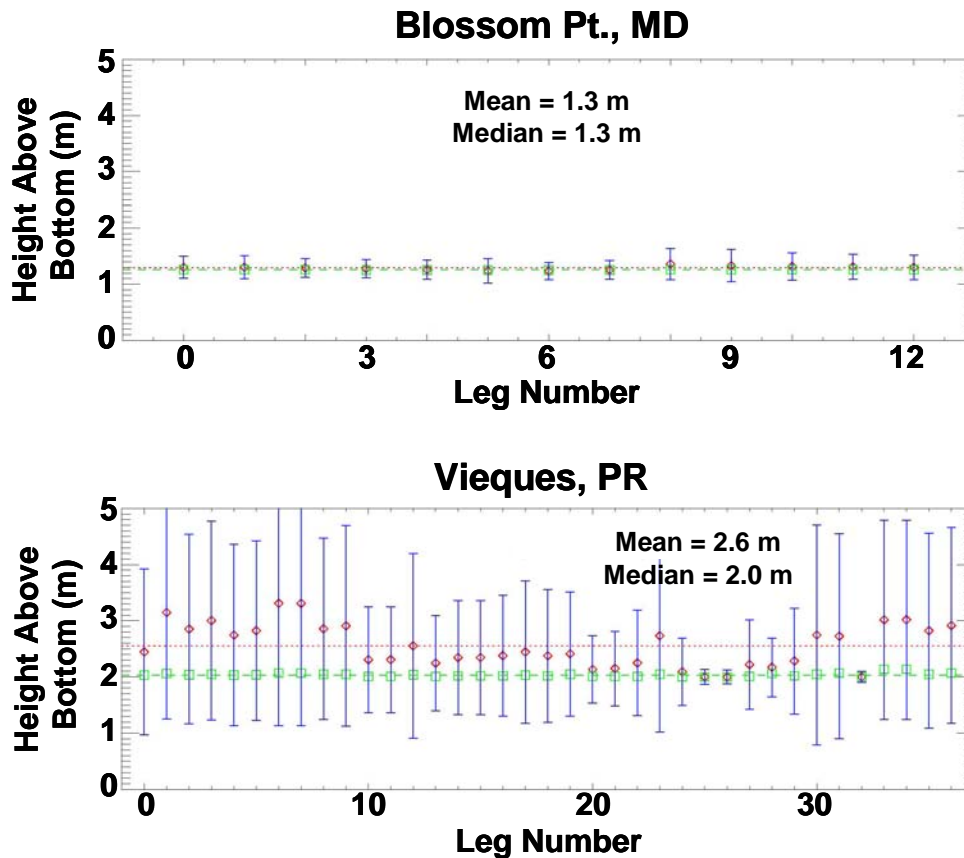 Blossom Pt., MD
Mean = 1.3 m
Median = 1.3 m
Height Above
Bottom (m)
5
4
3
2
1
0
0 3 6 9 12
Leg Number
Vieques, PR
Mean = 2.6 m
Median = 2.0 m
Height Above
Bottom (m)
5
4
3
2
1
0
0 10 20 30
Leg Number